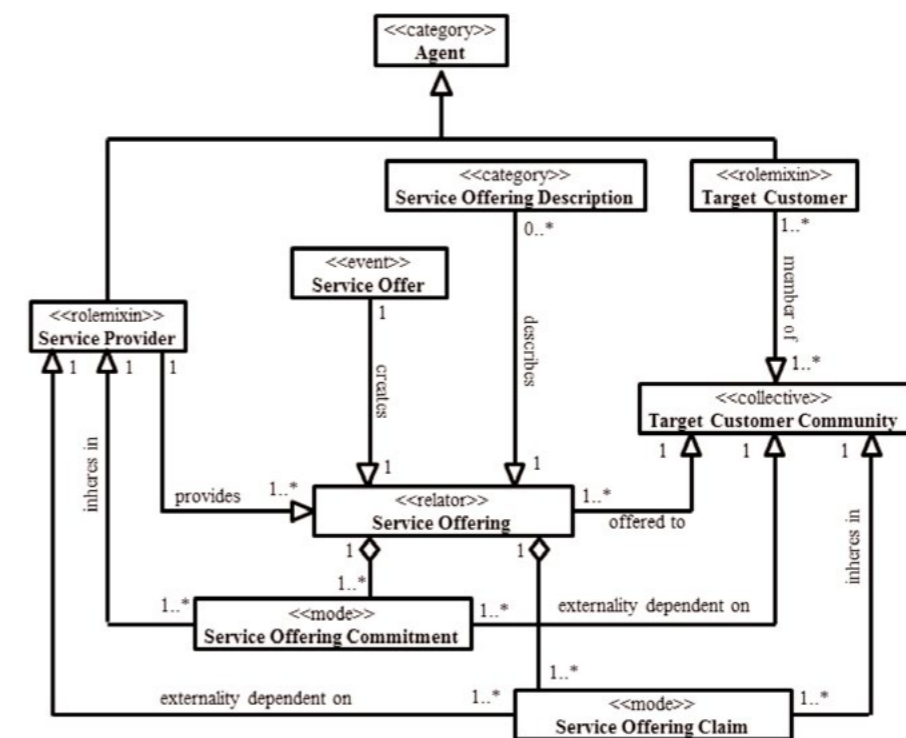 <<category>>
Agent
<<category>>
Service Offering Description
0..*
<<rolemixin>>
Target Customer
1..*
<<event>>
Service Offer
1
member of
describes
<<rolemixin>>
Service Provider
1
1
1
creates
1..*
<<collective>>
Target Customer Community
1
1
1
inheres in
provides
1..*
1
1
<<relator>>
Service Offering
1..*
offered to
inheres in
1
1
1..*
1..*
<<mode>>
Service Offering Commitment
1..*
externality dependent on
externality dependent on
1..*
1..*
<<mode>>
Service Offering Claim
1..*